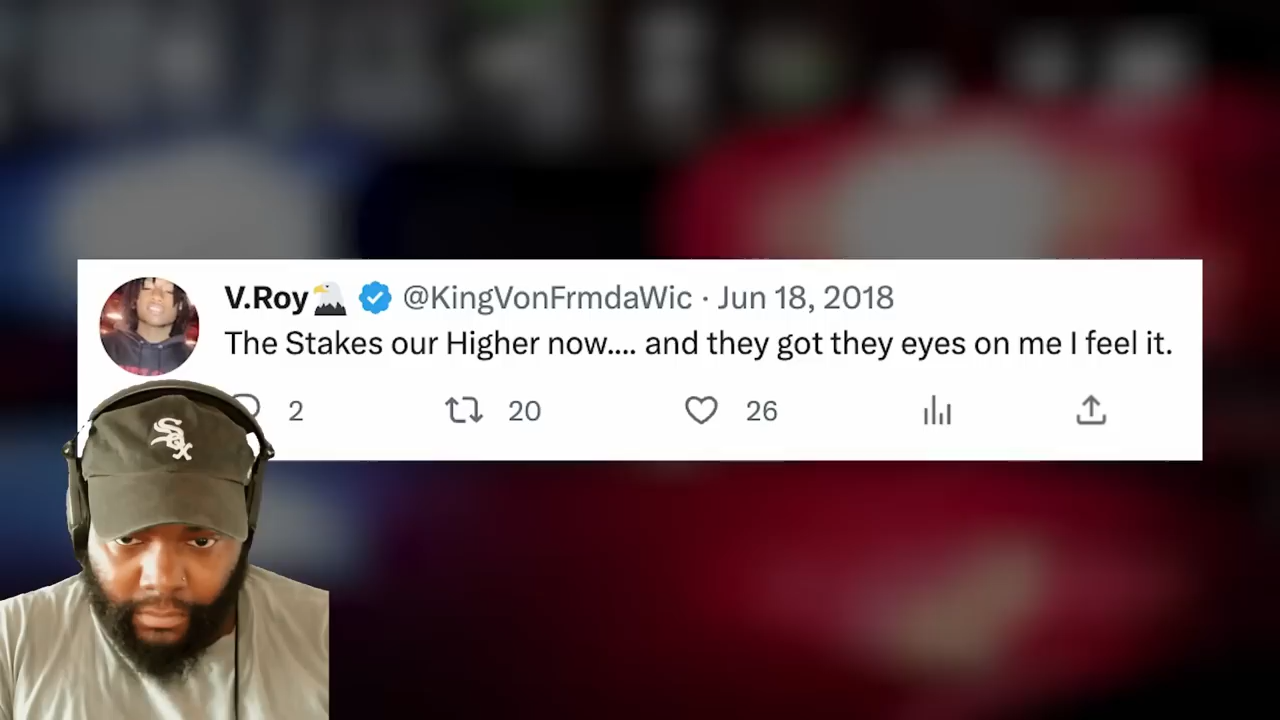 V.Roy🦅 @KingVonFrmdaWic · Jun 18, 2018
The Stakes our Higher now.... and they got they eyes on me I feel it.
2 20 26
Sox